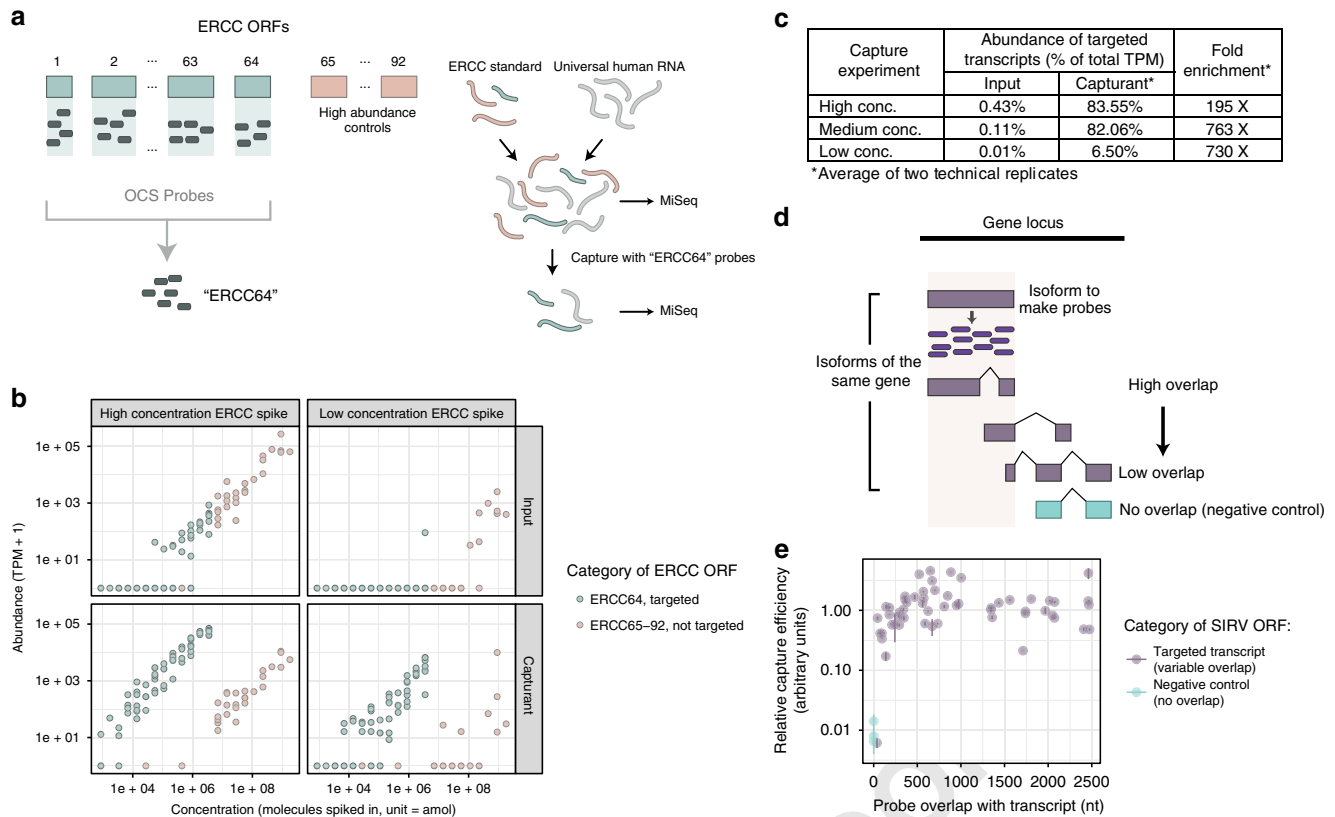 a
ERCC ORFs
1 2 ... 63 64 65 ... 92
High abundance
controls
...
OCS Probes
“ERCC64”
ERCC standard
Universal human RNA
MiSeq
Capture with “ERCC64” probes
MiSeq
b
High concentration ERCC spike
Low concentration ERCC spike
Abundance (TPM + 1)
1e + 05
1e + 03
1e + 01
Input
1e + 05
1e + 03
1e + 01
Capturant
1e + 04 1e + 06 1e + 08 1e + 04 1e + 06 1e + 08
Concentration (molecules spiked in, unit = amol)
Category of ERCC ORF
ERCC64, targeted
ERCC65–92, not targeted
c
Capture
experiment
Abundance of targeted
transcripts (% of total TPM)
Fold
enrichment*
Input Capturant*
High conc. 0.43% 83.55% 195 X
Medium conc. 0.11% 82.06% 763 X
Low conc. 0.01% 6.50% 730 X
*Average of two technical replicates
d
Gene locus
Isoform to
make probes
Isoforms of the
same gene
High overlap
Low overlap
No overlap (negative control)
e
Relative capture efficiency
(arbitrary units)
1.00
0.10
0.01
0 500 1000 1500 2000 2500
Probe overlap with transcript (nt)
Category of SIRV ORF:
Targeted transcript
(variable overlap)
Negative control
(no overlap)